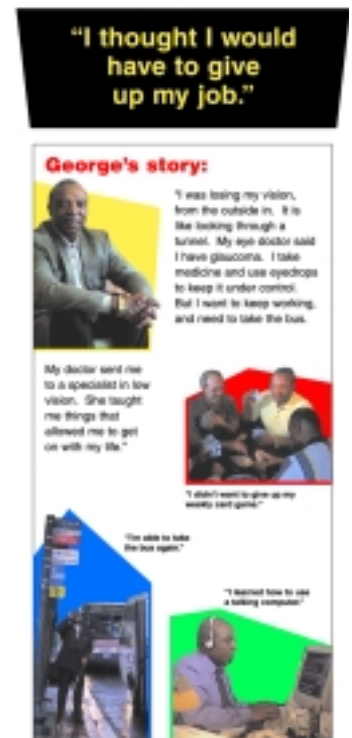 “I thought I would
have to give
up my job.”
George's story:
“I was losing my vision,
from the outside in. It is
like looking through a
tunnel. My eye doctor said
I have glaucoma. I take
medicine and use eyedrops
to keep it under control.
But I want to keep working,
and need to take the bus.
My doctor sent me
to a specialist in low
vision. She taught
me things that
allowed me to get
on with my life.”
“I didn't want to give up my
weekly card game.”
“I'm able to take
the bus again.”
“I learned how to use
a talking computer.”